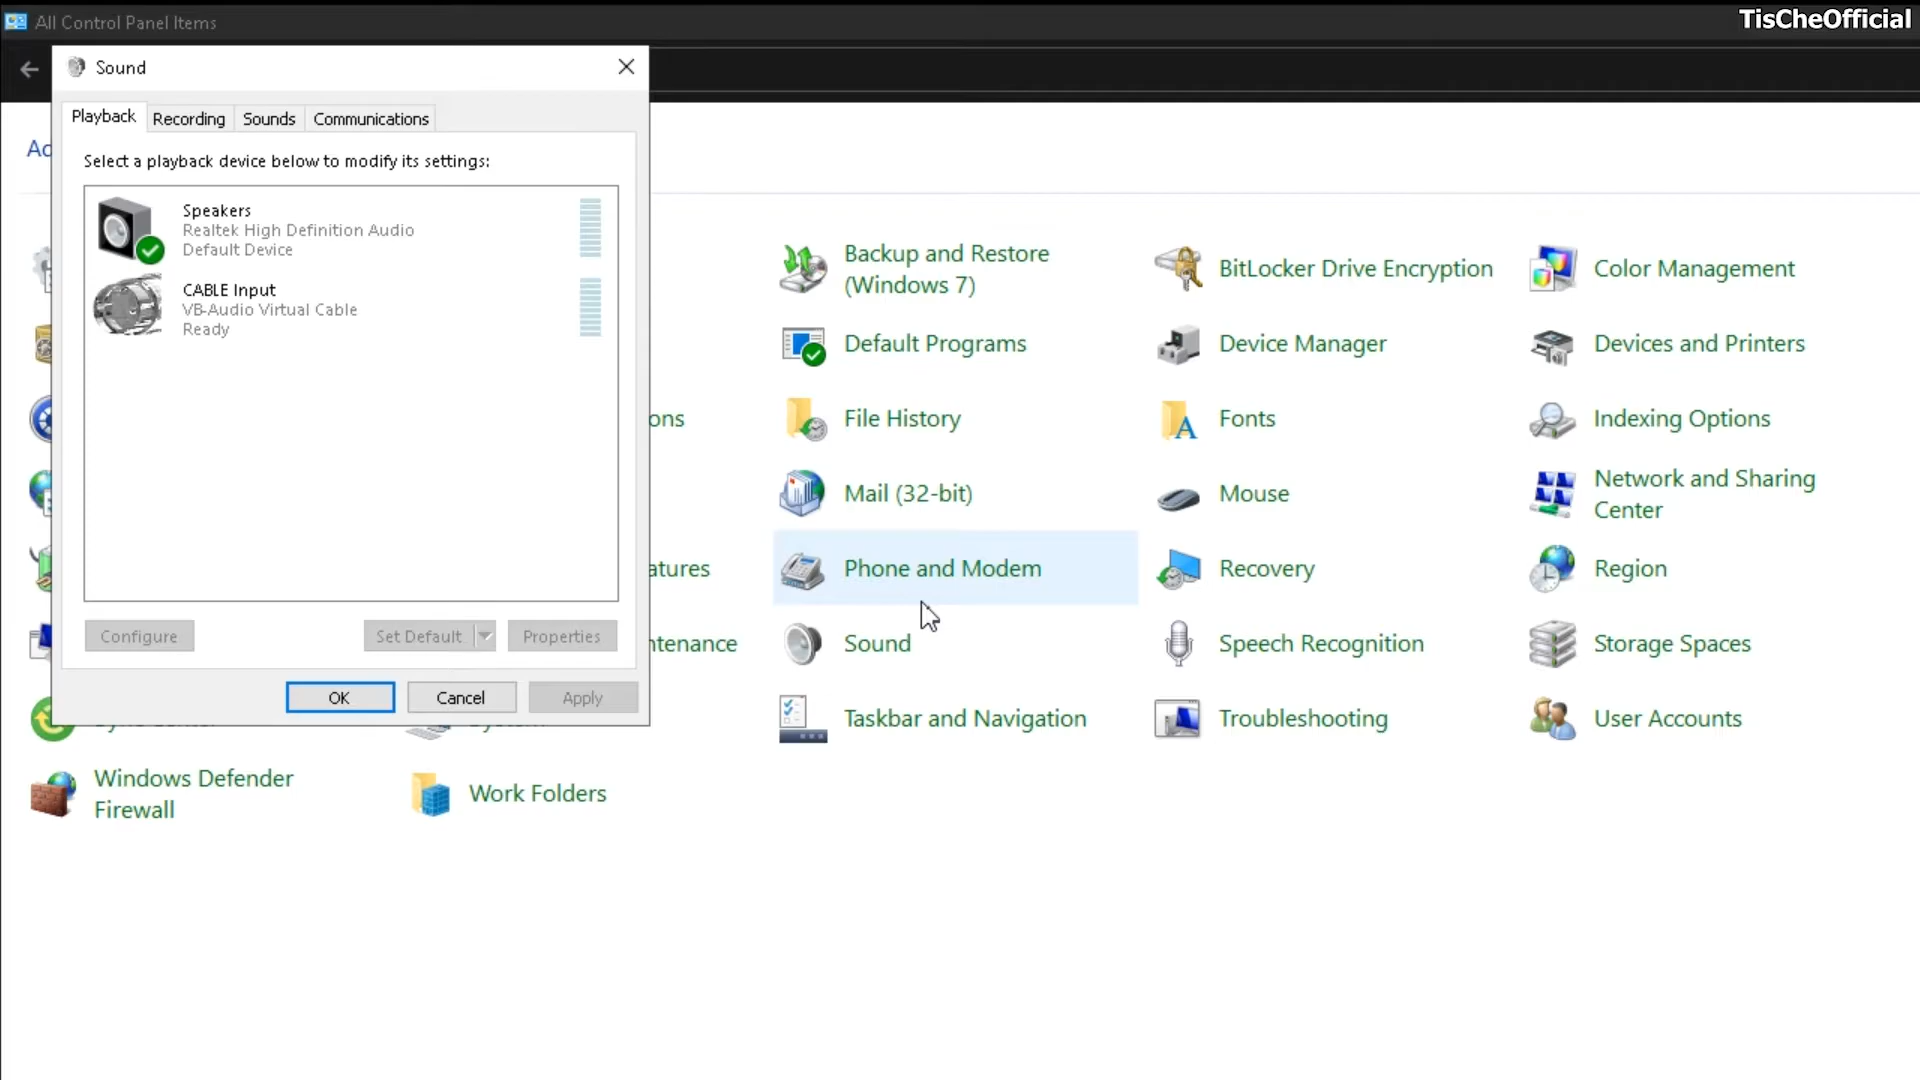 All Control Panel Items
TisCheOfficial
Sound
Playback
Recording
Sounds
Communications
Select a playback device below to modify its settings:
Speakers
Realtek High Definition Audio
Default Device
CABLE Input
VB-Audio Virtual Cable
Ready
Configure
Set Default
Properties
OK
Cancel
Apply
Backup and Restore
(Windows 7)
BitLocker Drive Encryption
Color Management
Default Programs
Device Manager
Devices and Printers
ons
File History
Fonts
Indexing Options
Mail (32-bit)
Mouse
Network and Sharing
Center
atures
Phone and Modem
Recovery
Region
ntenance
Sound
Speech Recognition
Storage Spaces
Taskbar and Navigation
Troubleshooting
User Accounts
Windows Defender
Firewall
Work Folders